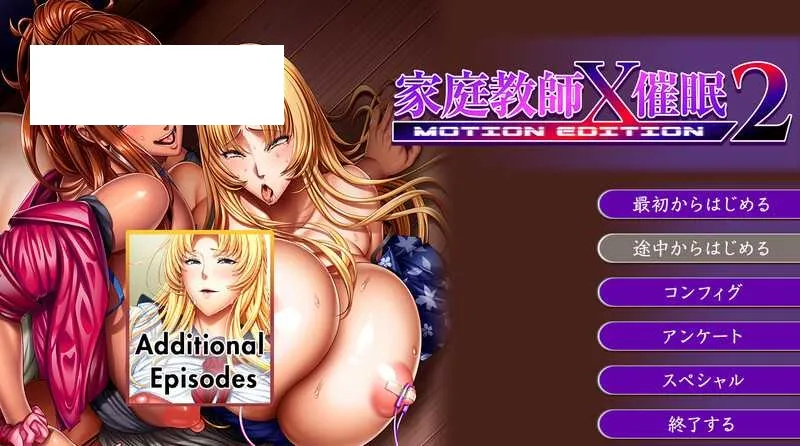 家庭教師X催眠2
MOTION EDITION
最初からはじめる
途中からはじめる
コンフィグ
アンケート
スペシャル
終了する
Additional
Episodes